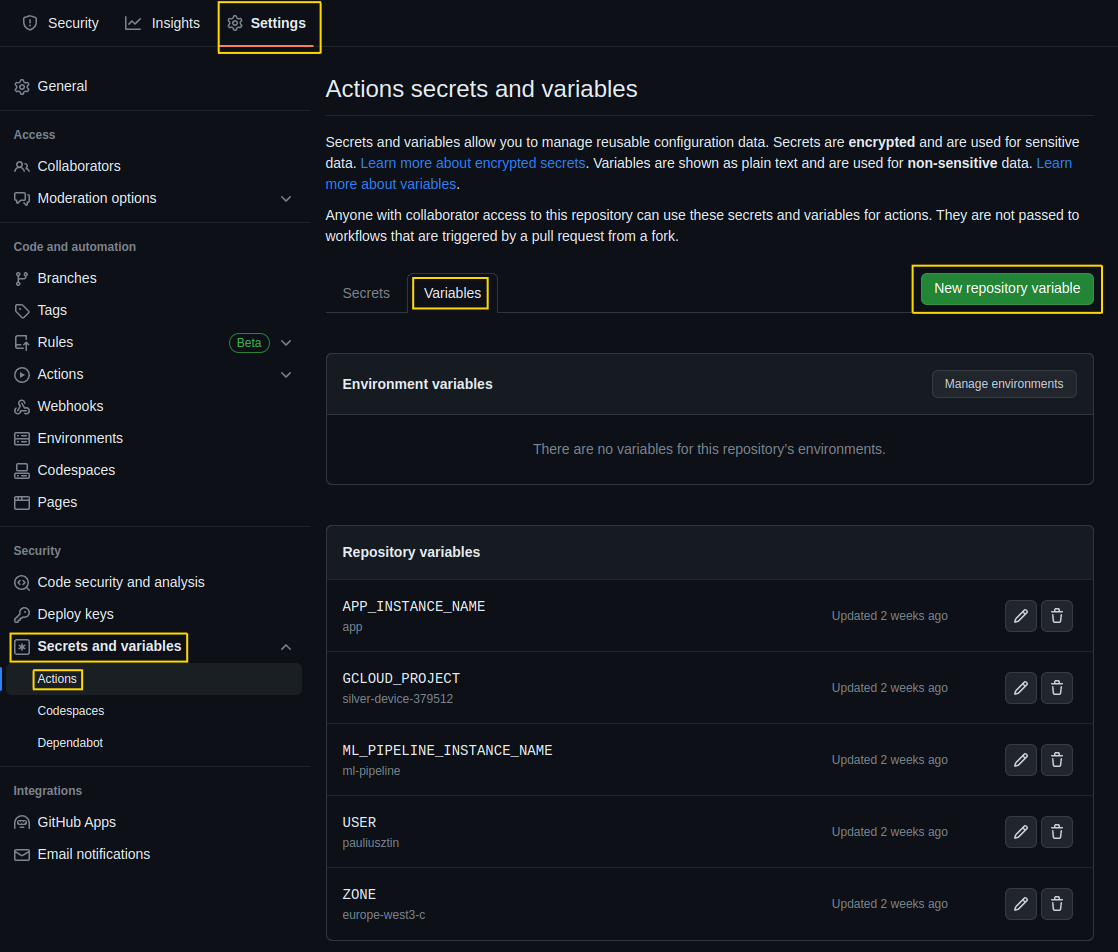 Security Insights Settings
General
Access
Collaborators
Moderation options
Code and automation
Branches
Tags
Rules Beta
Actions
Webhooks
Environments
Codespaces
Pages
Security
Code security and analysis
Deploy keys
Secrets and variables
Actions
Codespaces
Dependabot
Integrations
GitHub Apps
Email notifications
Actions secrets and variables
Secrets and variables allow you to manage reusable configuration data. Secrets are encrypted and are used for sensitive
data. Learn more about encrypted secrets. Variables are shown as plain text and are used for non-sensitive data. Learn
more about variables.
Anyone with collaborator access to this repository can use these secrets and variables for actions. They are not passed to
workflows that are triggered by a pull request from a fork.
Secrets Variables New repository variable
Environment variables Manage environments
There are no variables for this repository's environments.
Repository variables
APP_INSTANCE_NAME
app
Updated 2 weeks ago
GCLOUD_PROJECT
silver-device-379512
Updated 2 weeks ago
ML_PIPELINE_INSTANCE_NAME
ml-pipeline
Updated 2 weeks ago
USER
pauliusztin
Updated 2 weeks ago
ZONE
europe-west3-c
Updated 2 weeks ago